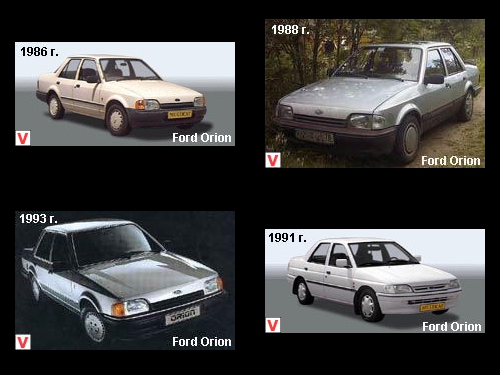 1986 г.
V
Ford Orion
1988 г.
V
Ford Orion
1993 г.
ORION
V
Ford Orion
1991 г.
V
Ford Orion